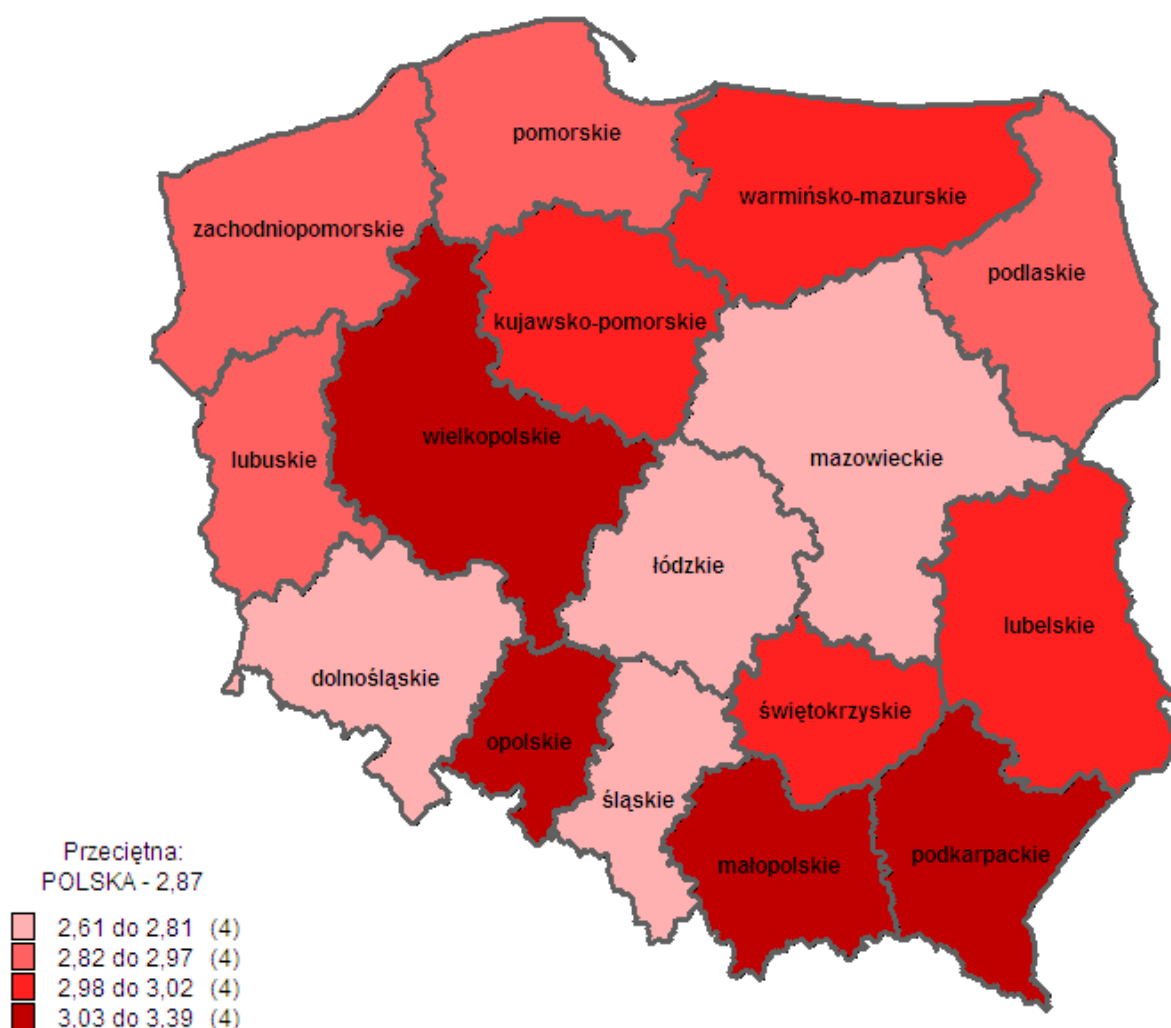 pomorskie
warmińsko-mazurskie
zachodniopomorskie
podlaskie
kujawsko-pomorskie
wielkopolskie
mazowieckie
lubuskie
łódzkie
lubelskie
dolnośląskie
świętokrzyskie
opolskie
śląskie
podkarpackie
małopolskie
Przeciętna:
POLSKA - 2,87
2,61 do 2,81 (4)
2,82 do 2,97 (4)
2,98 do 3,02 (4)
3,03 do 3,39 (4)